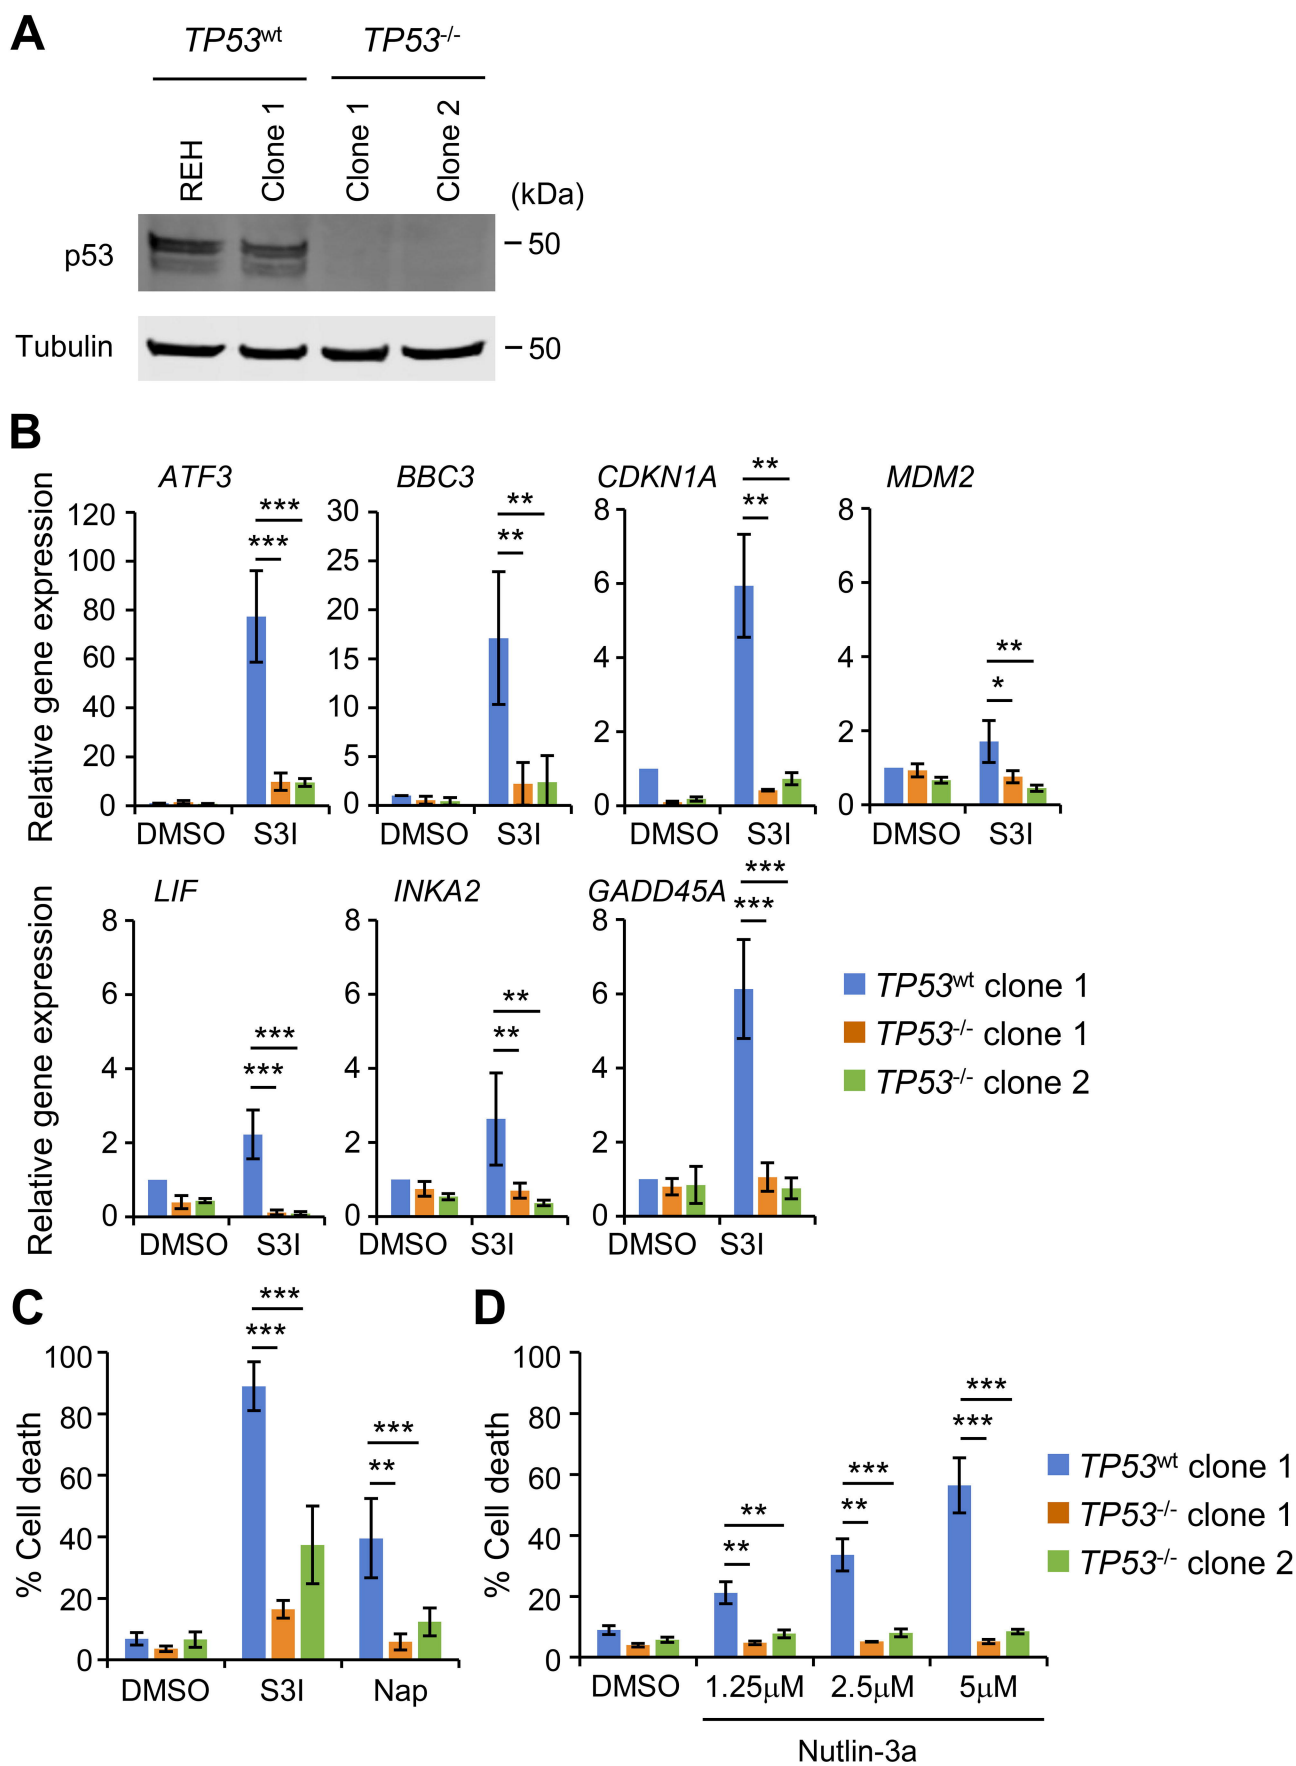 A
TP53wt TP53-/-
REH Clone 1 Clone 1 Clone 2
(kDa)
p53 50
Tubulin 50
B
ATF3 BBC3 CDKN1A MDM2
Relative gene expression
*** *** ** ** ** ** ** *
120 100 80 60 40 20 0
30 25 20 15 10 5 0
8 6 4 2 0
8 6 4 2 0
DMSO S3I DMSO S3I DMSO S3I DMSO S3I
LIF INKA2 GADD45A
Relative gene expression
*** *** ** ** *** ***
8 6 4 2 0
8 6 4 2 0
8 6 4 2 0
DMSO S3I DMSO S3I DMSO S3I
TP53wt clone 1
TP53-/- clone 1
TP53-/- clone 2
C
% Cell death
100 80 60 40 20 0
*** *** *** **
DMSO S3I Nap
D
% Cell death
100 80 60 40 20 0
** ** *** ** *** ***
DMSO 1.25μM 2.5μM 5μM
Nutlin-3a
TP53wt clone 1
TP53-/- clone 1
TP53-/- clone 2